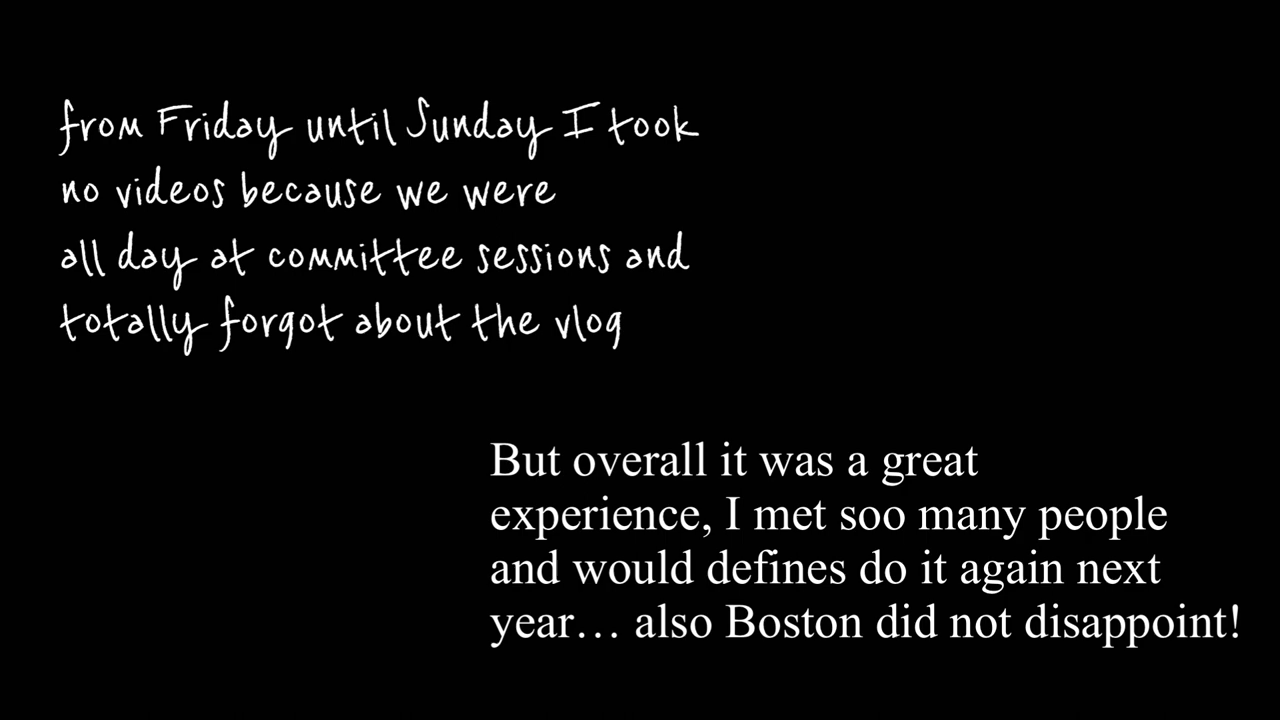 from Friday until Sunday I took
no videos because we were
all day at committee sessions and
totally forgot about the vlog
But overall it was a great
experience, I met soo many people
and would defines do it again next
year… also Boston did not disappoint!